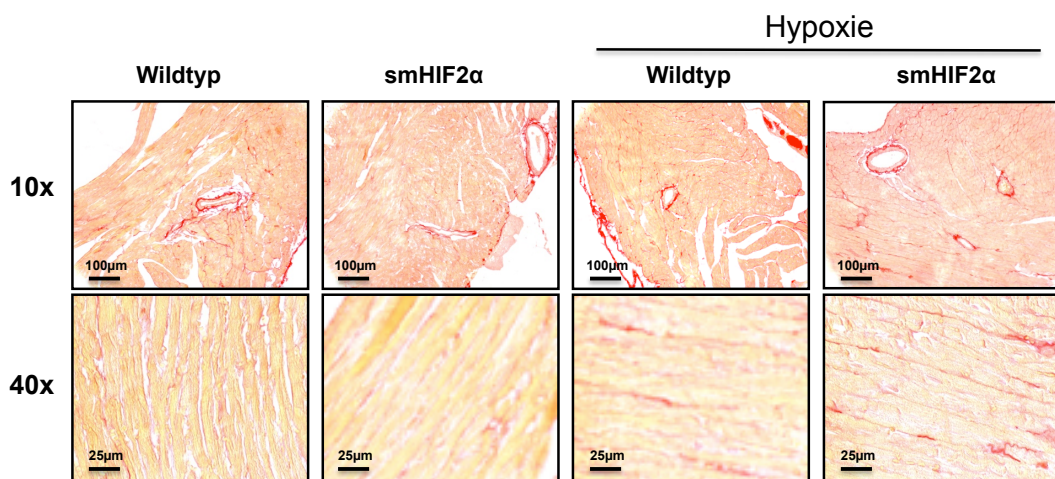 Hypoxie
Wildtyp smHIF2α Wildtyp smHIF2α
10x
100μm 100μm 100μm 100μm
40x
25μm 25μm 25μm 25μm